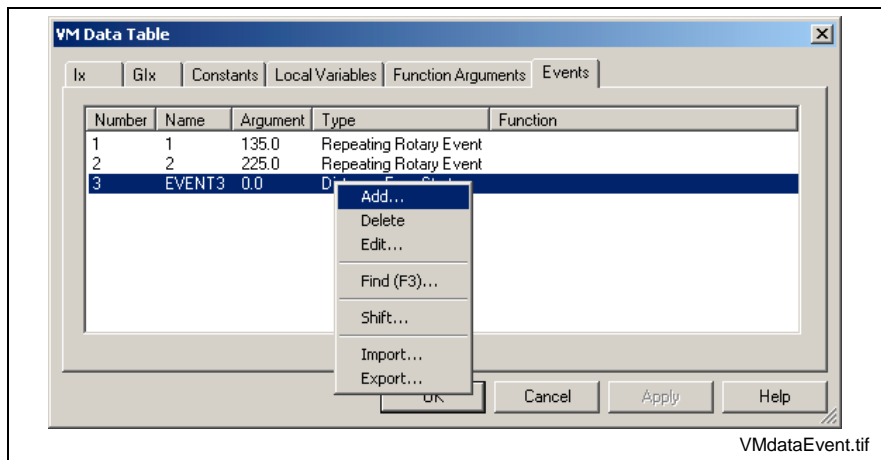 VM Data Table
Ix GIx Constants Local Variables Function Arguments Events
Number Name Argument Type Function
1 1 135.0 Repeating Rotary Event
2 2 225.0 Repeating Rotary Event
3 EVENT3 0.0
Add...
Delete
Edit...
Find (F3)...
Shift...
Import...
Export...
OK Cancel Apply Help
VMdataEvent.tif